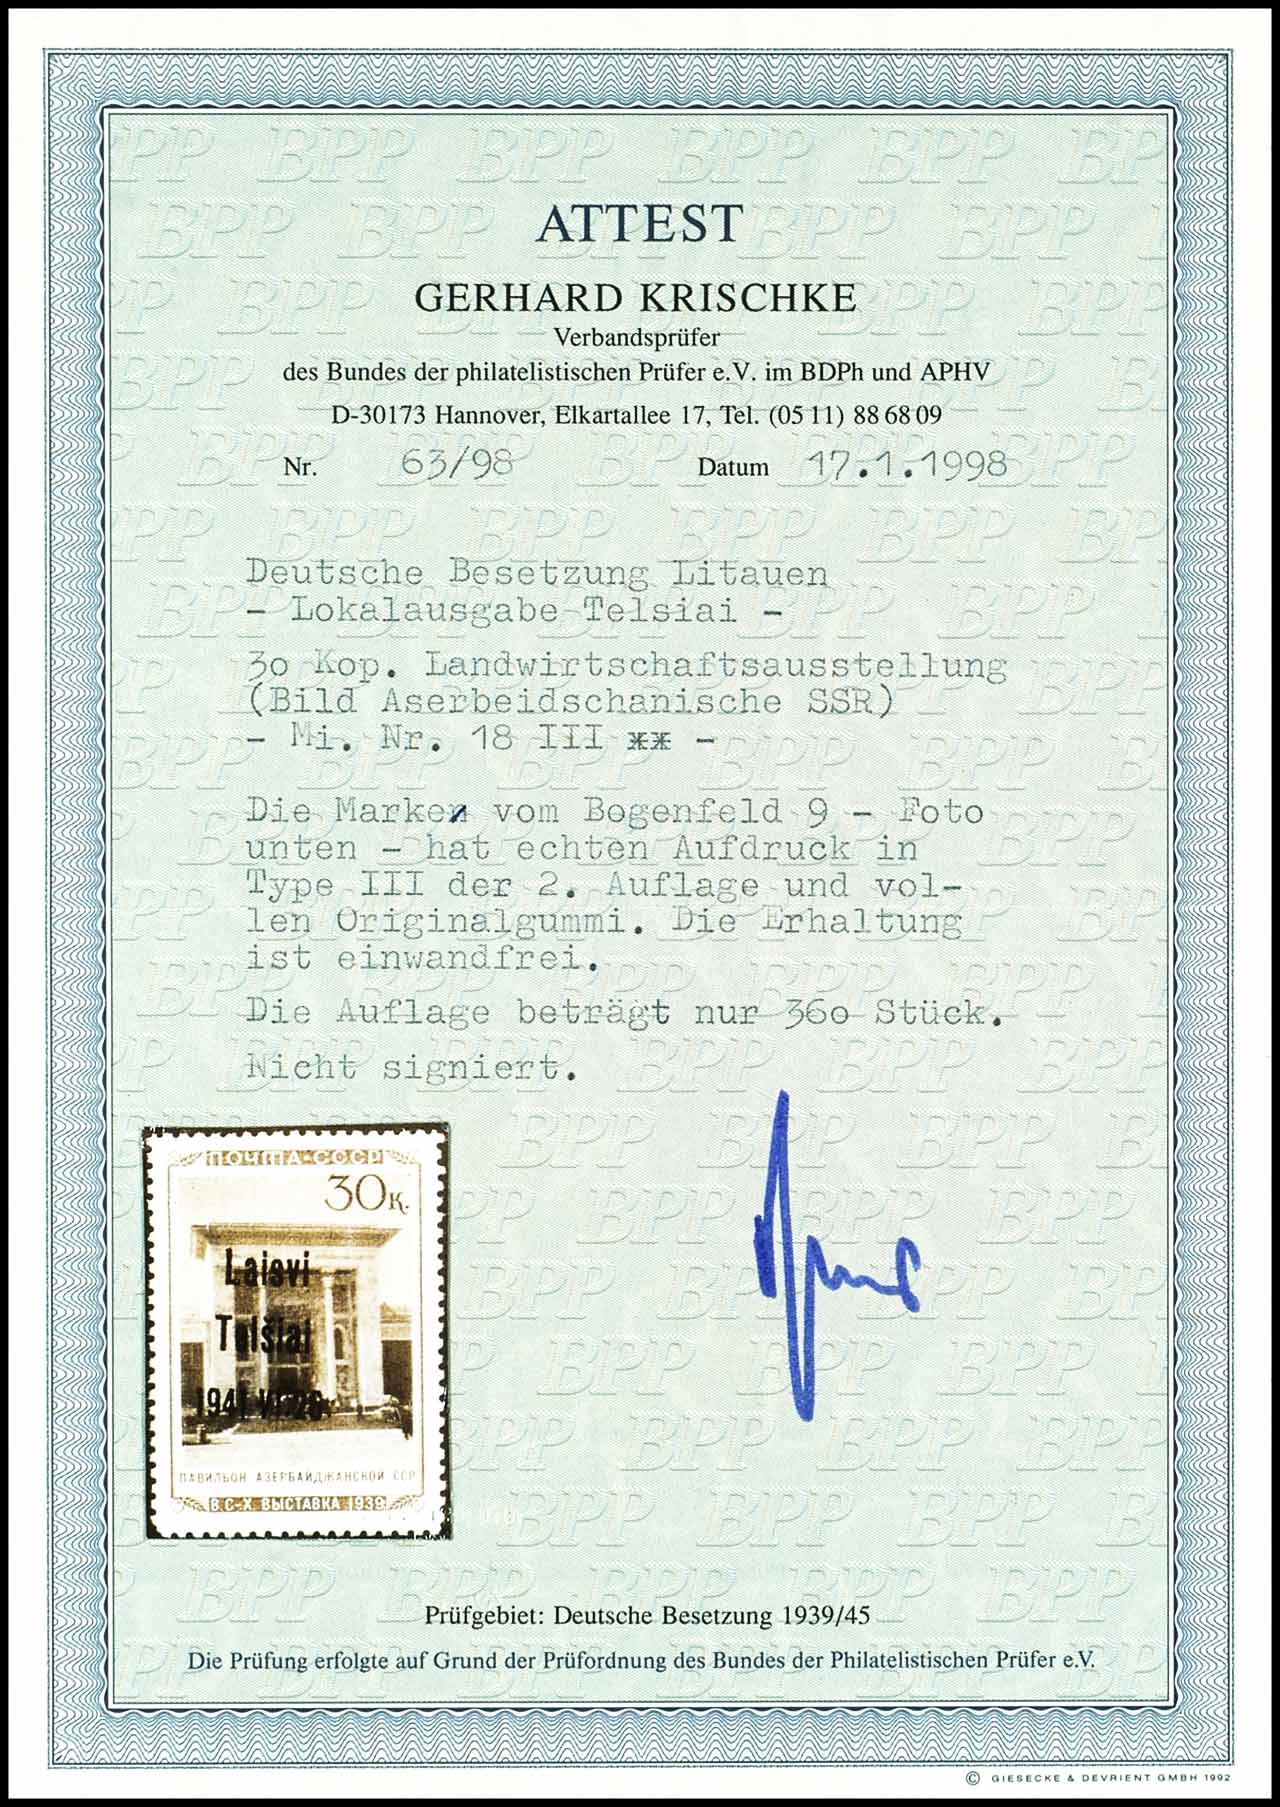 ATTEST
GERHARD KRISCHKE
Verbandsprüfer
des Bundes der philatelistischen Prüfer e.V. im BDPh und APHV
D-30173 Hannover, Elkartallee 17, Tel. (05 11) 88 68 09
Nr. 63/98 Datum 17.1.1998
Deutsche Besetzung Litauen
- Lokalausgabe Telsiai -
30 Kop. Landwirtschaftsausstellung
(Bild Aserbeidschanische SSR)
- Mi. Nr. 18 III ** -
Die Marke vom Bogenfeld 9 - Foto
unten - hat echten Aufdruck in
Type III der 2. Auflage und vol-
len Originalgummi. Die Erhaltung
ist einwandfrei.
Die Auflage beträgt nur 360 Stück.
Nicht signiert.
ПОЧТА·СССР
30к.
Laisvi
Telšiai
1941.VI.26.
ПАВИЛЬОН АЗЕРБАЙДЖАНСКОЙ ССР
В.С-Х. ВЫСТАВКА 1939
Prüfgebiet: Deutsche Besetzung 1939/45
Die Prüfung erfolgte auf Grund der Prüfordnung des Bundes der Philatelistischen Prüfer e.V.
© GIESECKE & DEVRIENT GMBH 1992